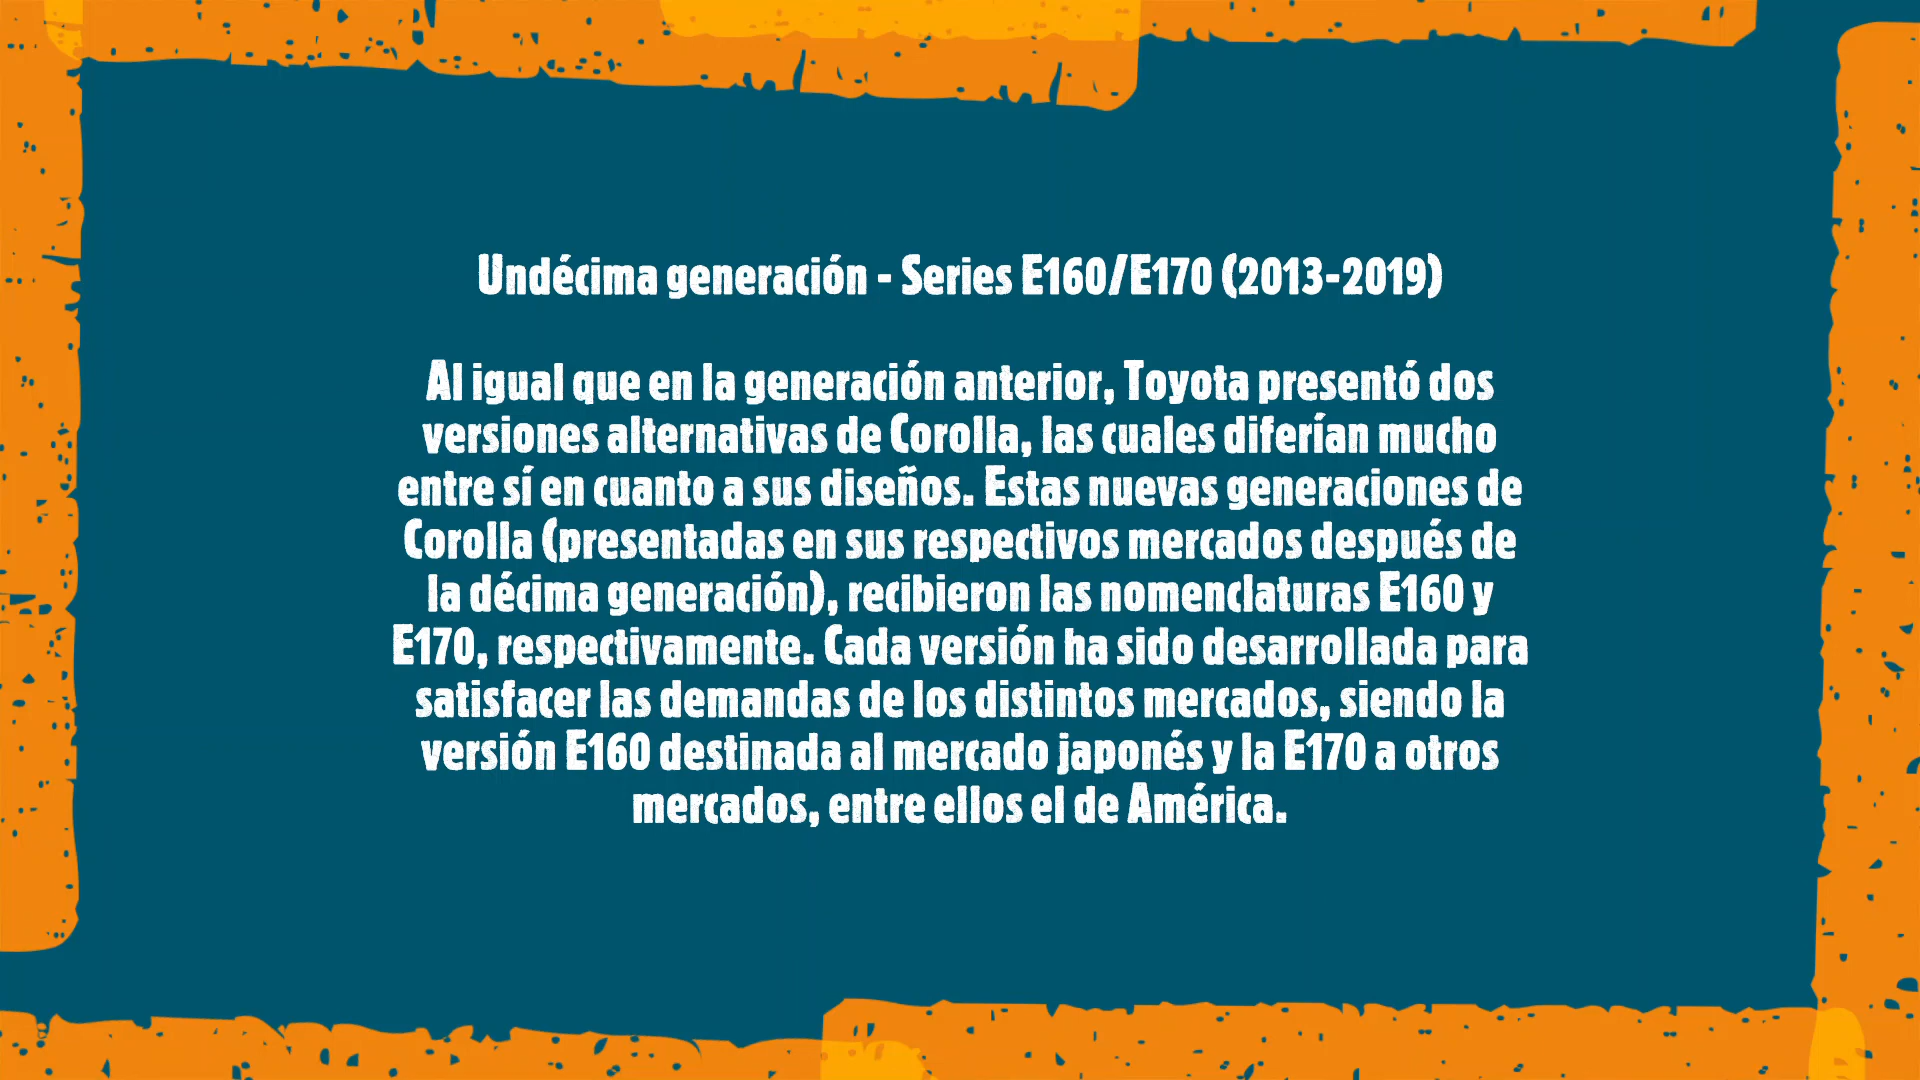 Undécima generación - Series E160/E170 (2013-2019)
Al igual que en la generación anterior, Toyota presentó dos
versiones alternativas de Corolla, las cuales diferían mucho
entre sí en cuanto a sus diseños. Estas nuevas generaciones de
Corolla (presentadas en sus respectivos mercados después de
la décima generación), recibieron las nomenclaturas E160 y
E170, respectivamente. Cada versión ha sido desarrollada para
satisfacer las demandas de los distintos mercados, siendo la
versión E160 destinada al mercado japonés y la E170 a otros
mercados, entre ellos el de América.